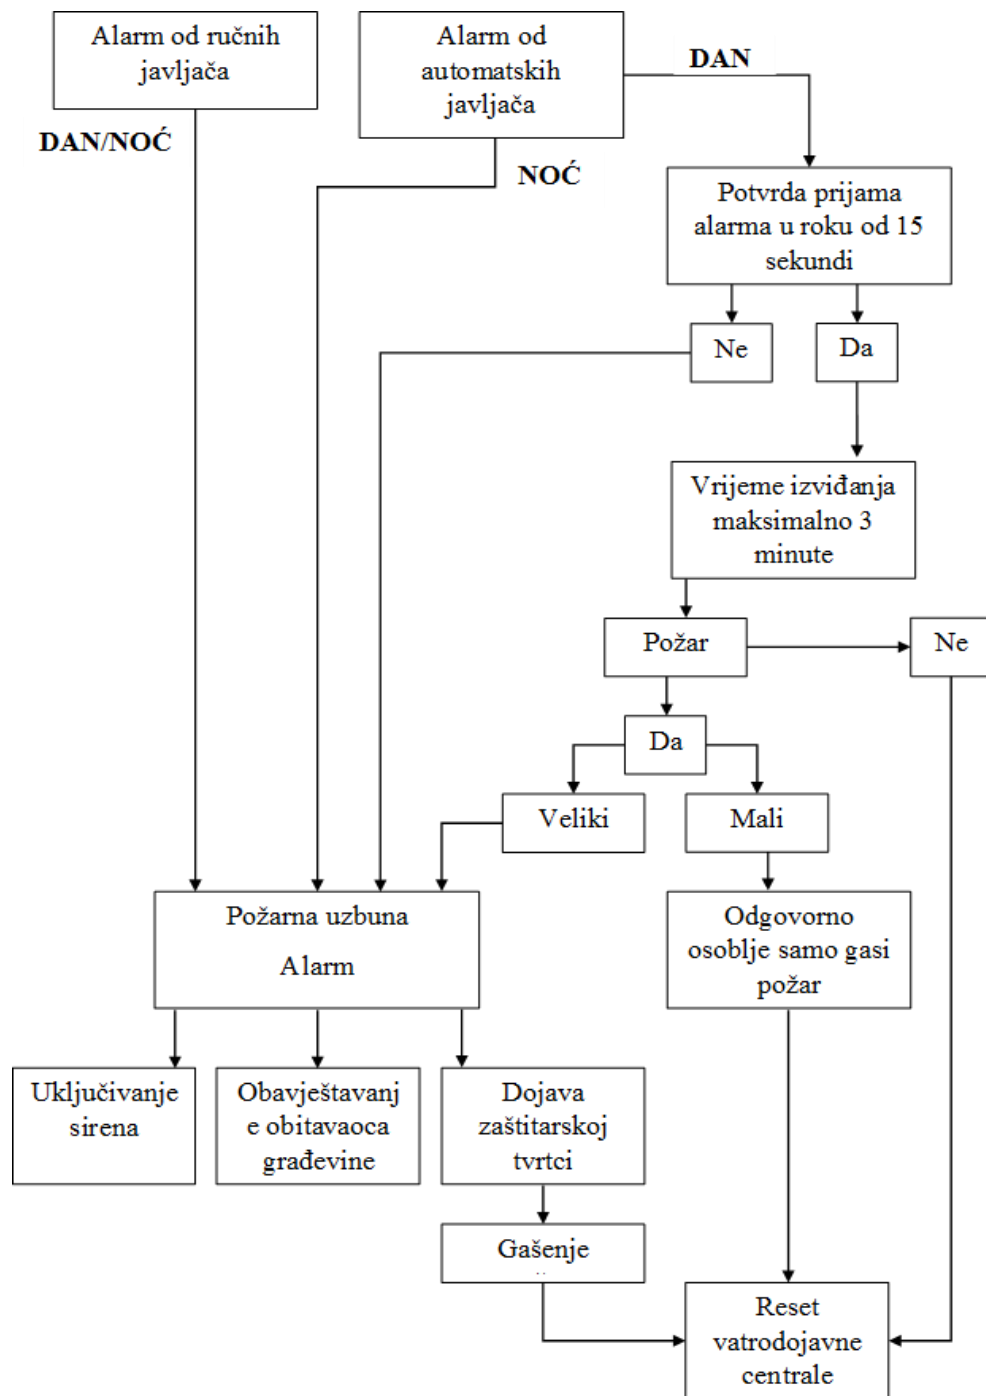 Alarm od ručnih
javljača
Alarm od
automatskih
javljača
DAN
DAN/NOĆ
NOĆ
Potvrda prijama
alarma u roku od 15
sekundi
Ne
Da
Vrijeme izviđanja
maksimalno 3
minute
Požar
Ne
Da
Veliki
Mali
Požarna uzbuna
Alarm
Odgovorno
osoblje samo gasi
požar
Uključivanje
sirena
Obavještavanj
e obitavaoca
građevine
Dojava
zaštitarskoj
tvrtci
Gašenje
Reset
vatrodojavne
centrale